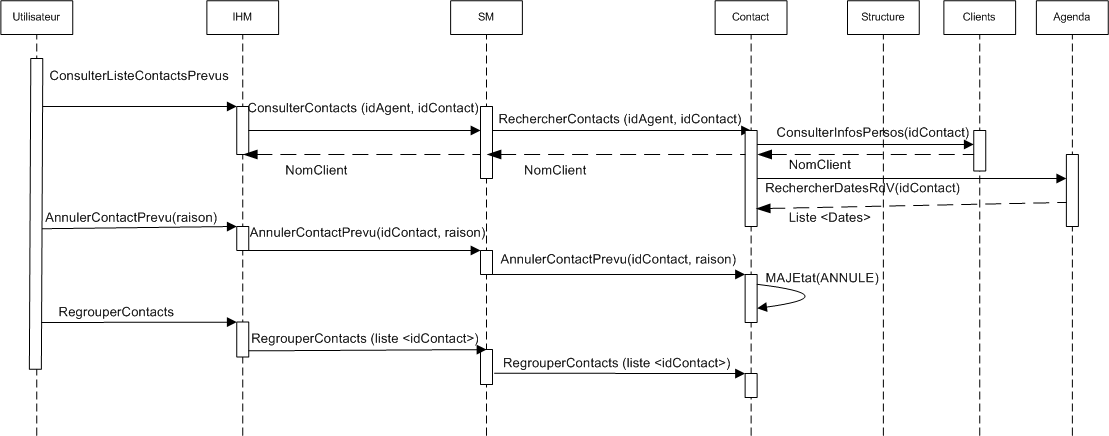 Utilisateur
IHM
SM
Contact
Structure
Clients
Agenda
ConsulterListeContactsPrevus
ConsulterContacts (idAgent, idContact)
RechercherContacts (idAgent, idContact)
ConsulterInfosPersos(idContact)
NomClient
NomClient
NomClient
RechercherDatesRdV(idContact)
Liste <Dates>
AnnulerContactPrevu(raison)
AnnulerContactPrevu(idContact, raison)
AnnulerContactPrevu(idContact, raison)
MAJEtat(ANNULE)
RegrouperContacts
RegrouperContacts (liste <idContact>)
RegrouperContacts (liste <idContact>)